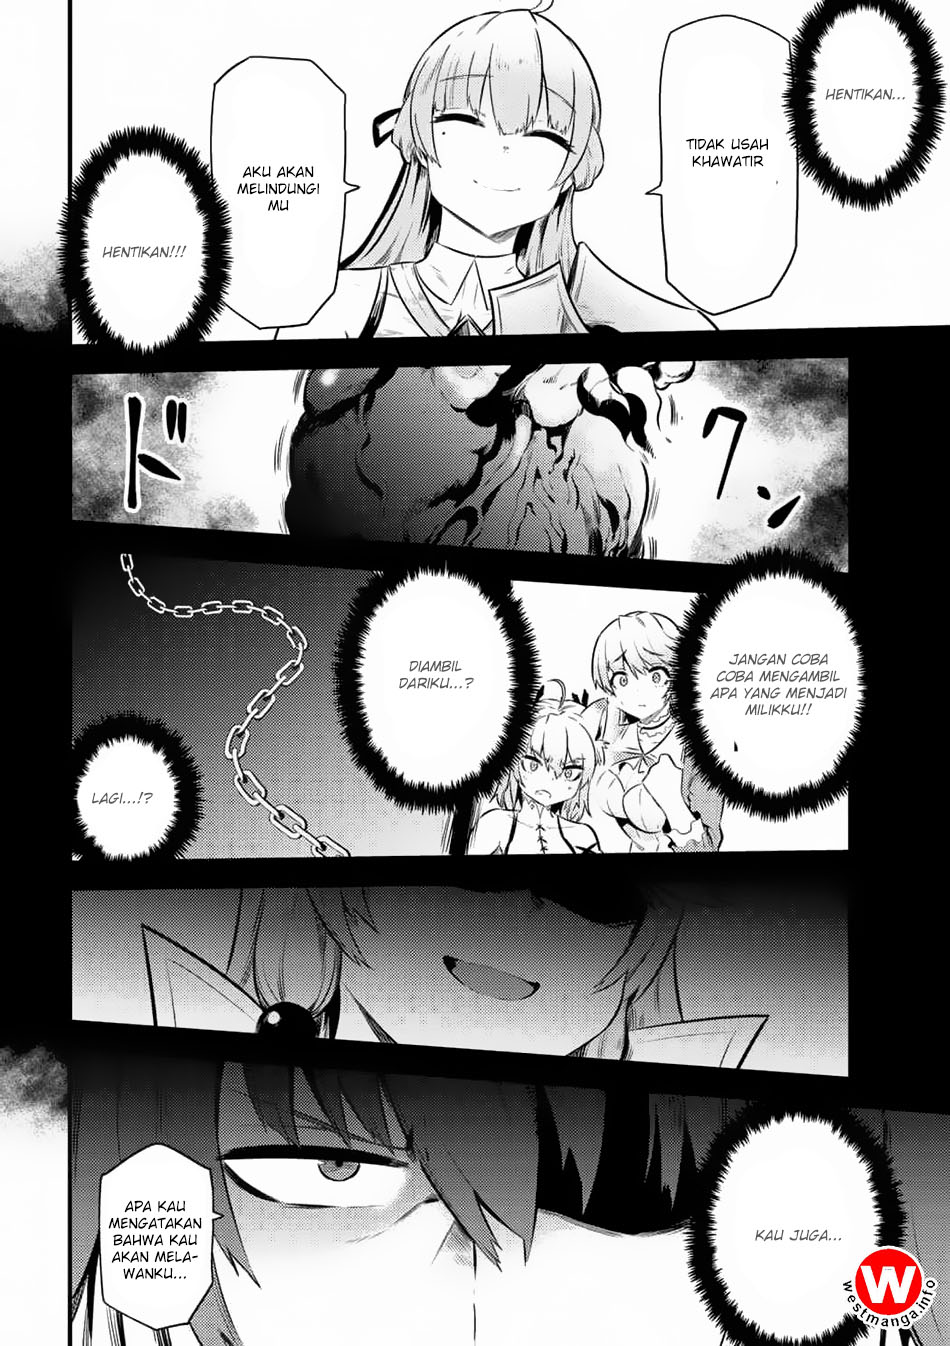 HENTIKAN...
TIDAK USAH
KHAWATIR
AKU AKAN
MELINDUNGI
MU
HENTIKAN!!!
ドクン
JANGAN COBA
COBA MENGAMBIL
APA YANG MENJADI
MILIKKU!!
DIAMBIL
DARIKU...?
LAGI...!?
KAU JUGA...
APA KAU
MENGATAKAN
BAHWA KAU
AKAN MELA-
WANKU...
W
westmanga.info